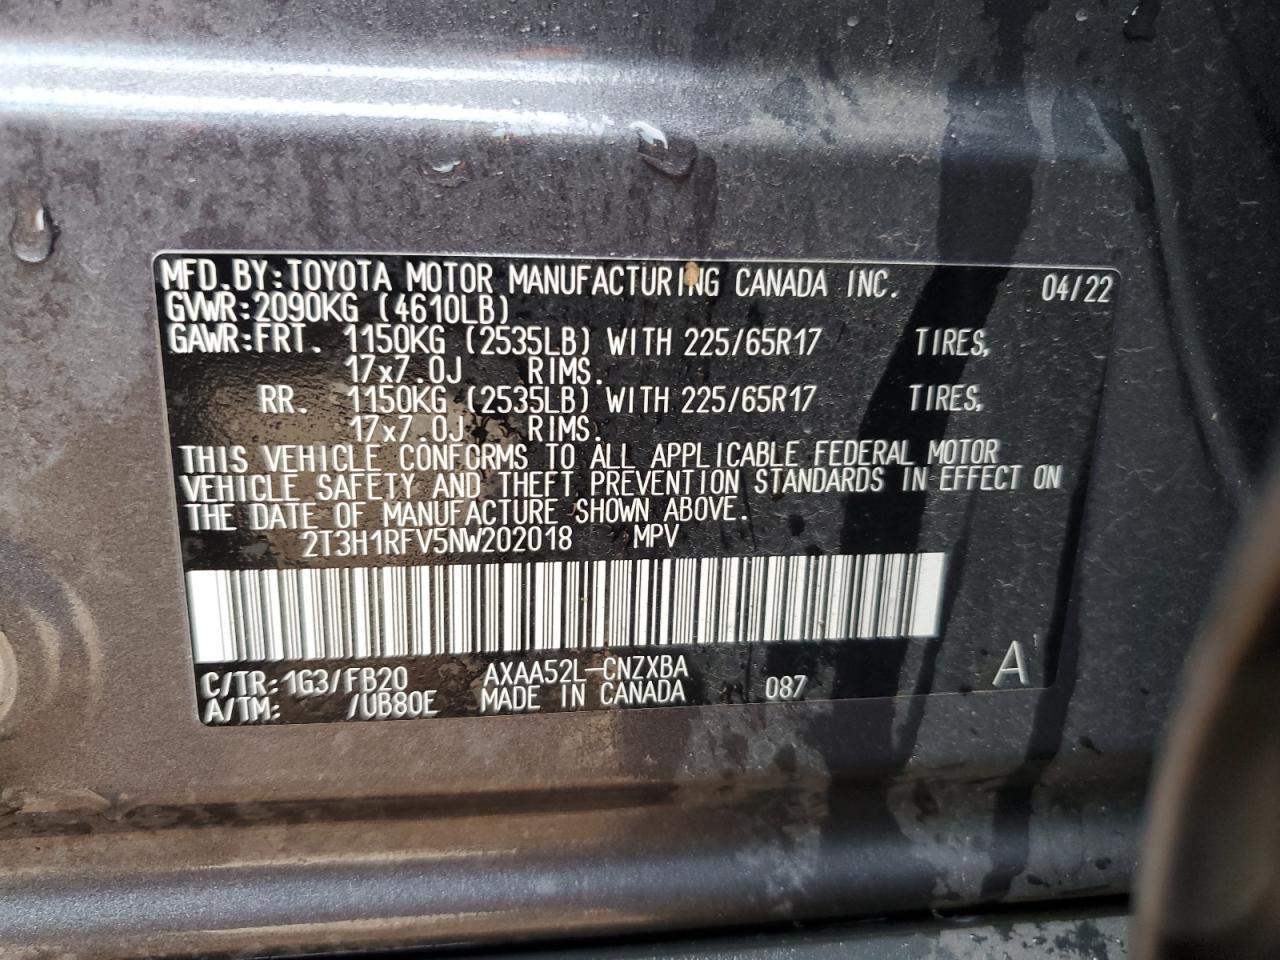 MFD.BY:TOYOTA MOTOR MANUFACTURING CANADA INC. 04/22
GVWR:2090KG (4610LB)
GAWR:FRT. 1150KG (2535LB) WITH 225/65R17 TIRES,
17x7.0J RIMS.
RR. 1150KG (2535LB) WITH 225/65R17 TIRES,
17x7.0J RIMS.
THIS VEHICLE CONFORMS TO ALL APPLICABLE FEDERAL MOTOR
VEHICLE SAFETY AND THEFT PREVENTION STANDARDS IN EFFECT ON
THE DATE OF MANUFACTURE SHOWN ABOVE.
2T3H1RFV5NW202018 MPV
C/TR:1G3/FB20 AXAA52L-CNZXBA A
A/TM: /UB80E MADE IN CANADA 087